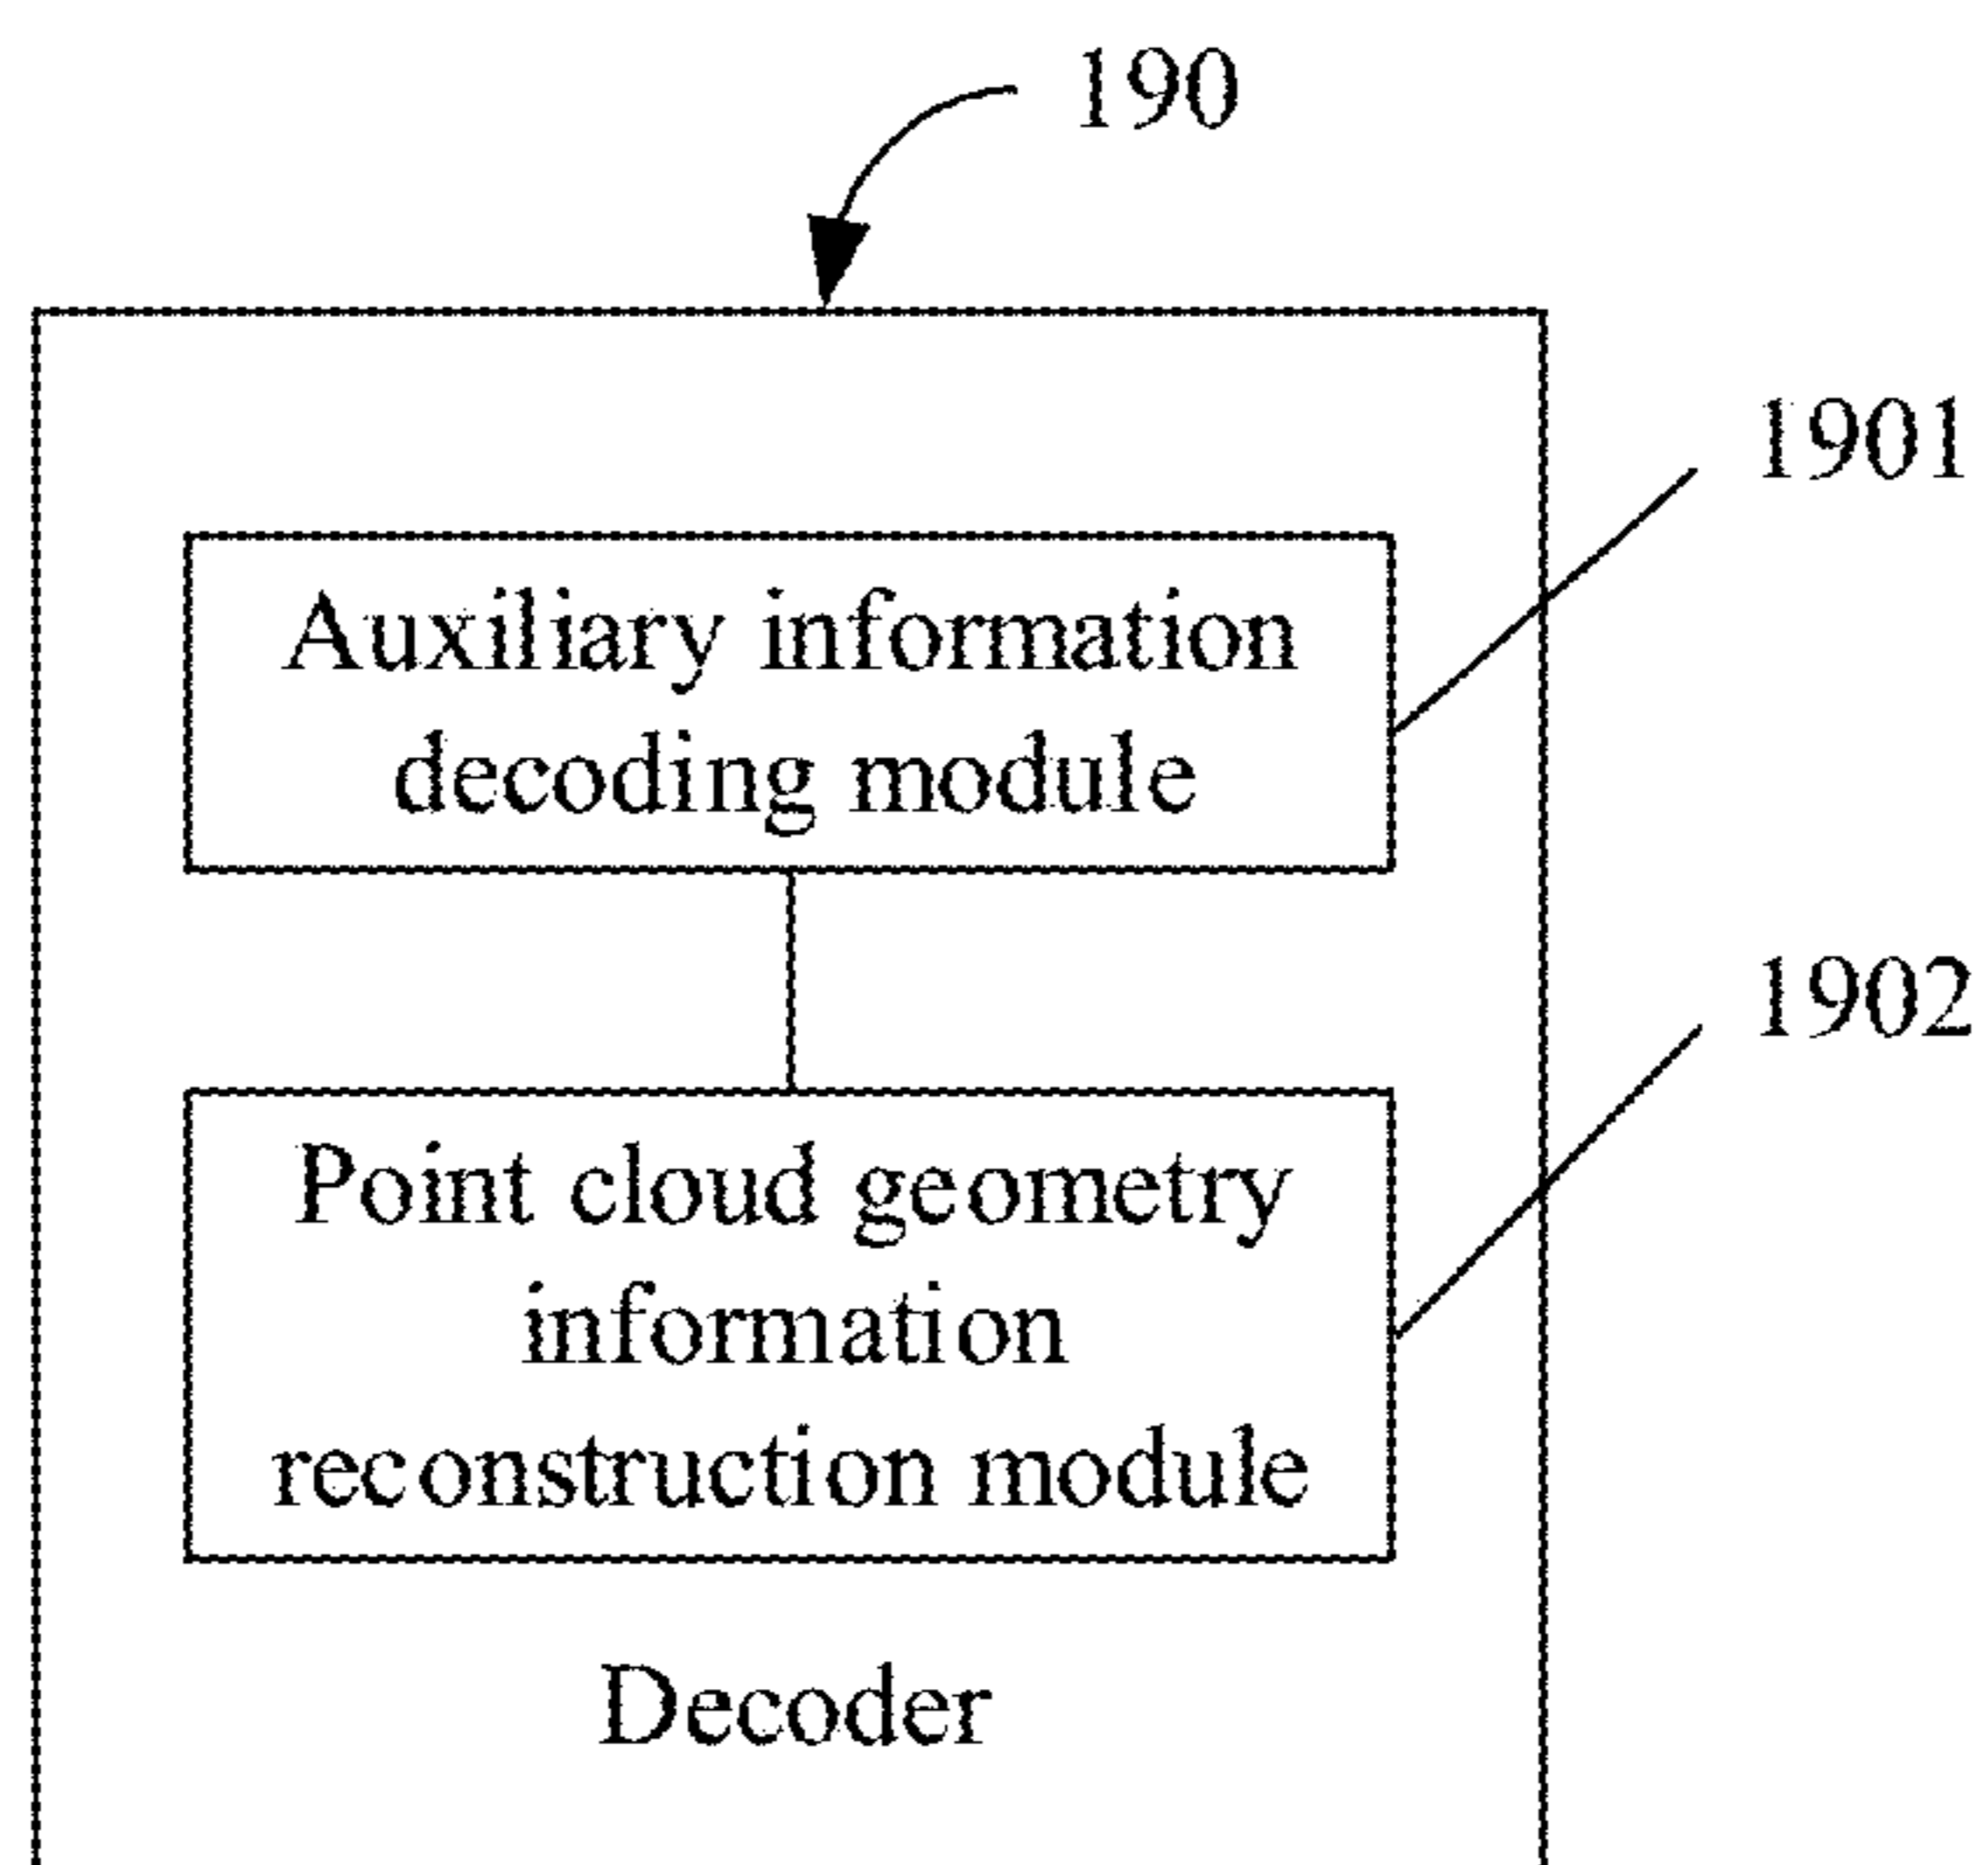 190
1901
Auxiliary information
decoding module
1902
Point cloud geometry
information
reconstruction module
Decoder